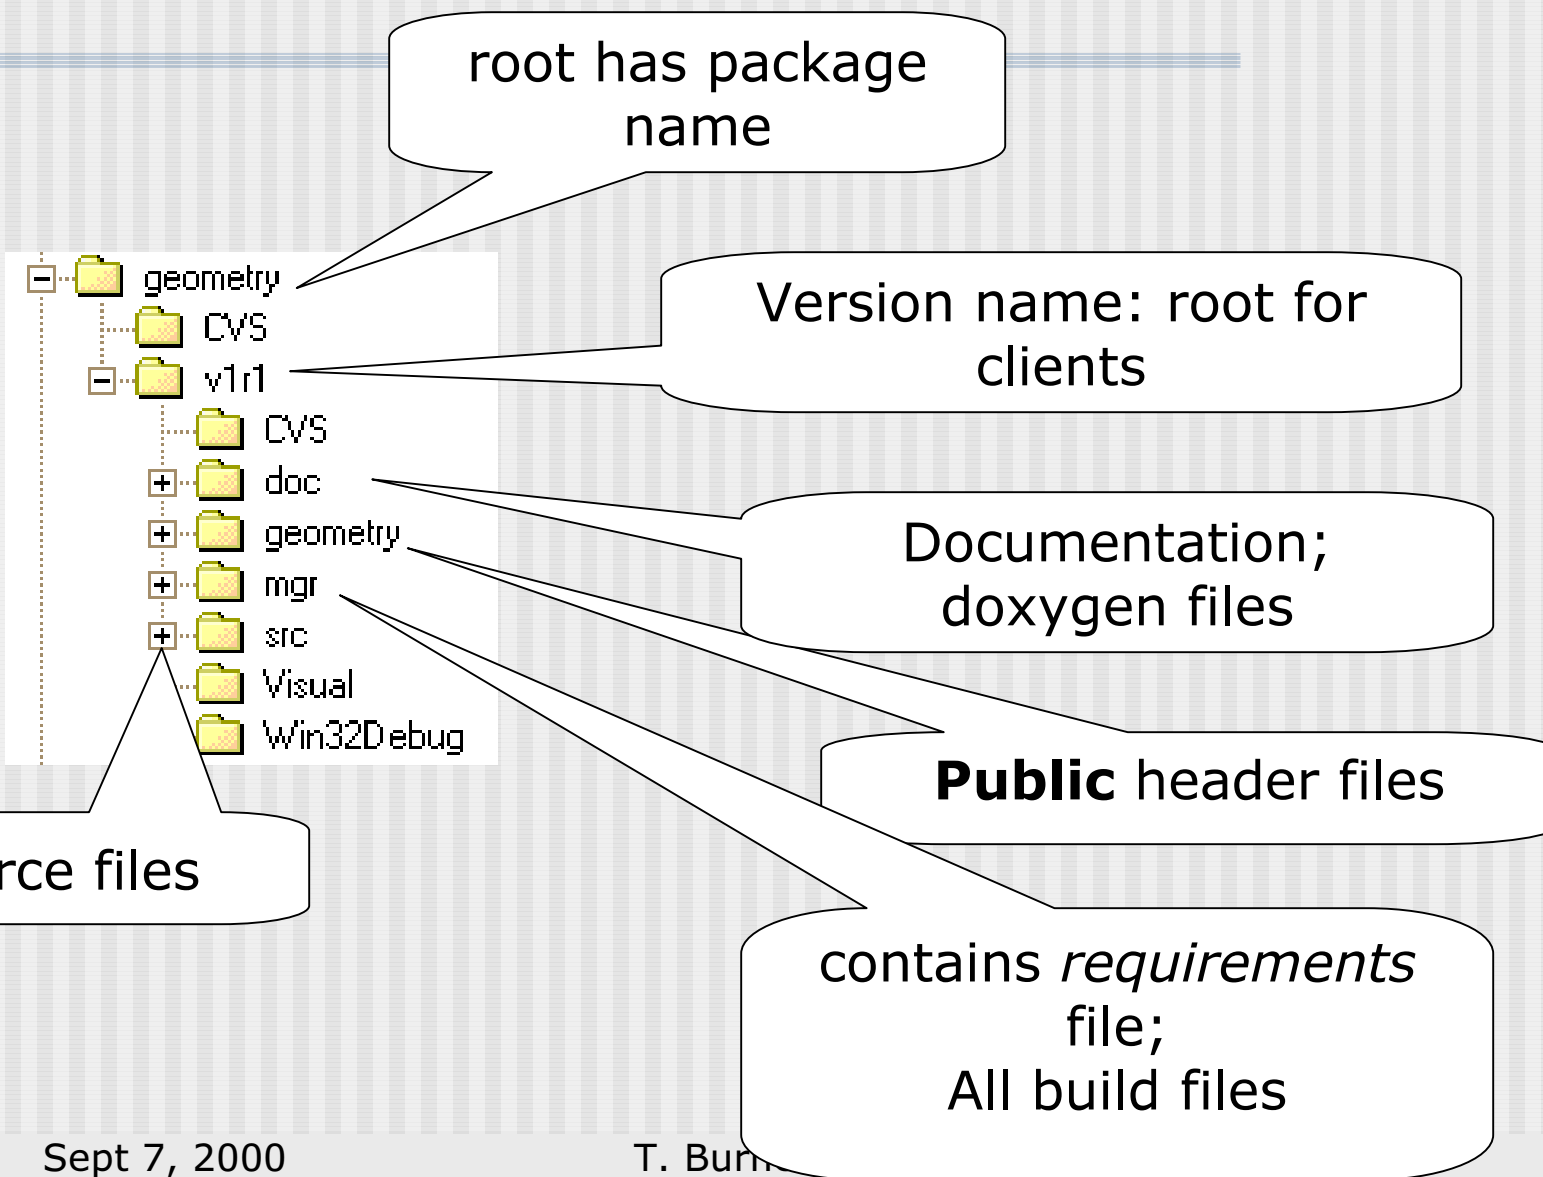 root has package
name
geometry
CVS
v1r1
CVS
doc
geometry
mgr
src
Visual
Win32Debug
Version name: root for
clients
Documentation;
doxygen files
Public header files
rce files
contains requirements
file;
All build files
Sept 7, 2000
T.